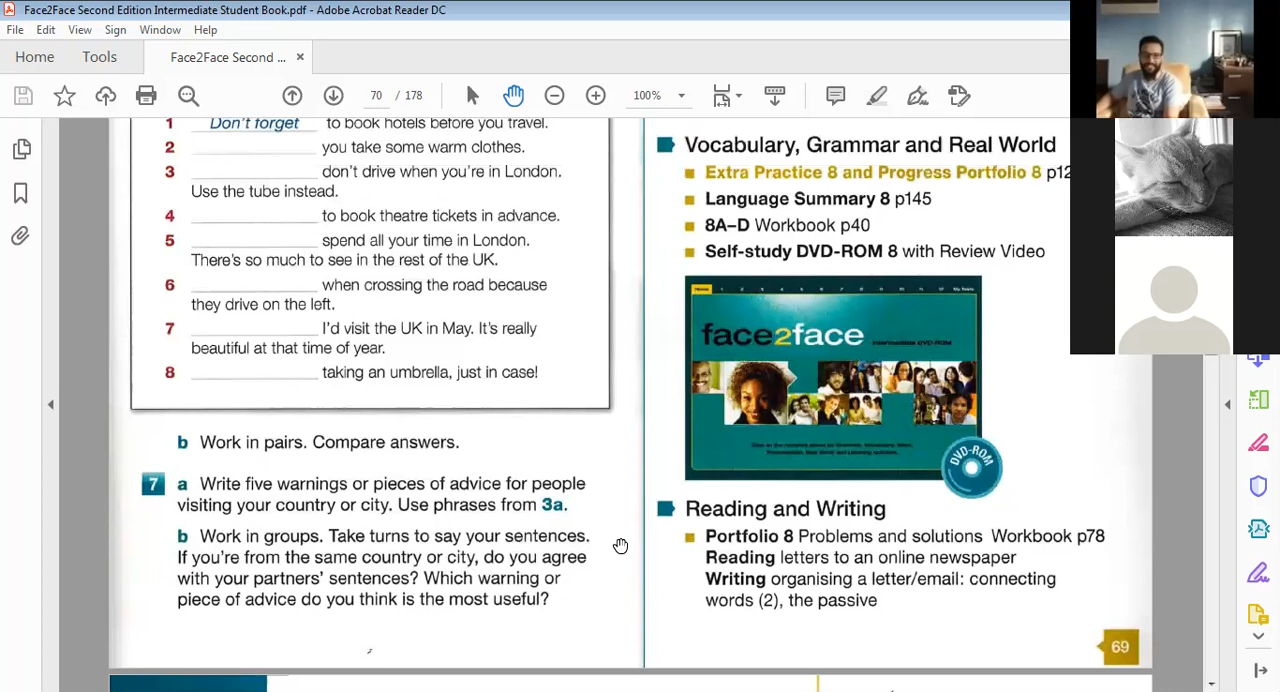 Face2Face Second Edition Intermediate Student Book.pdf - Adobe Acrobat Reader DC
File Edit View Sign Window Help
Home Tools Face2Face Second ... ×
70 / 178 100%
1 Don't forget to book hotels before you travel.
2 you take some warm clothes.
3 don't drive when you're in London.
Use the tube instead.
4 to book theatre tickets in advance.
5 spend all your time in London.
There's so much to see in the rest of the UK.
6 when crossing the road because
they drive on the left.
7 I'd visit the UK in May. It's really
beautiful at that time of year.
8 taking an umbrella, just in case!
b Work in pairs. Compare answers.
7 a Write five warnings or pieces of advice for people
visiting your country or city. Use phrases from 3a.
b Work in groups. Take turns to say your sentences.
If you're from the same country or city, do you agree
with your partners' sentences? Which warning or
piece of advice do you think is the most useful?
Vocabulary, Grammar and Real World
Extra Practice 8 and Progress Portfolio 8 p12
Language Summary 8 p145
8A–D Workbook p40
Self-study DVD-ROM 8 with Review Video
face2face
DVD-ROM
Reading and Writing
Portfolio 8 Problems and solutions Workbook p78
Reading letters to an online newspaper
Writing organising a letter/email: connecting
words (2), the passive
69